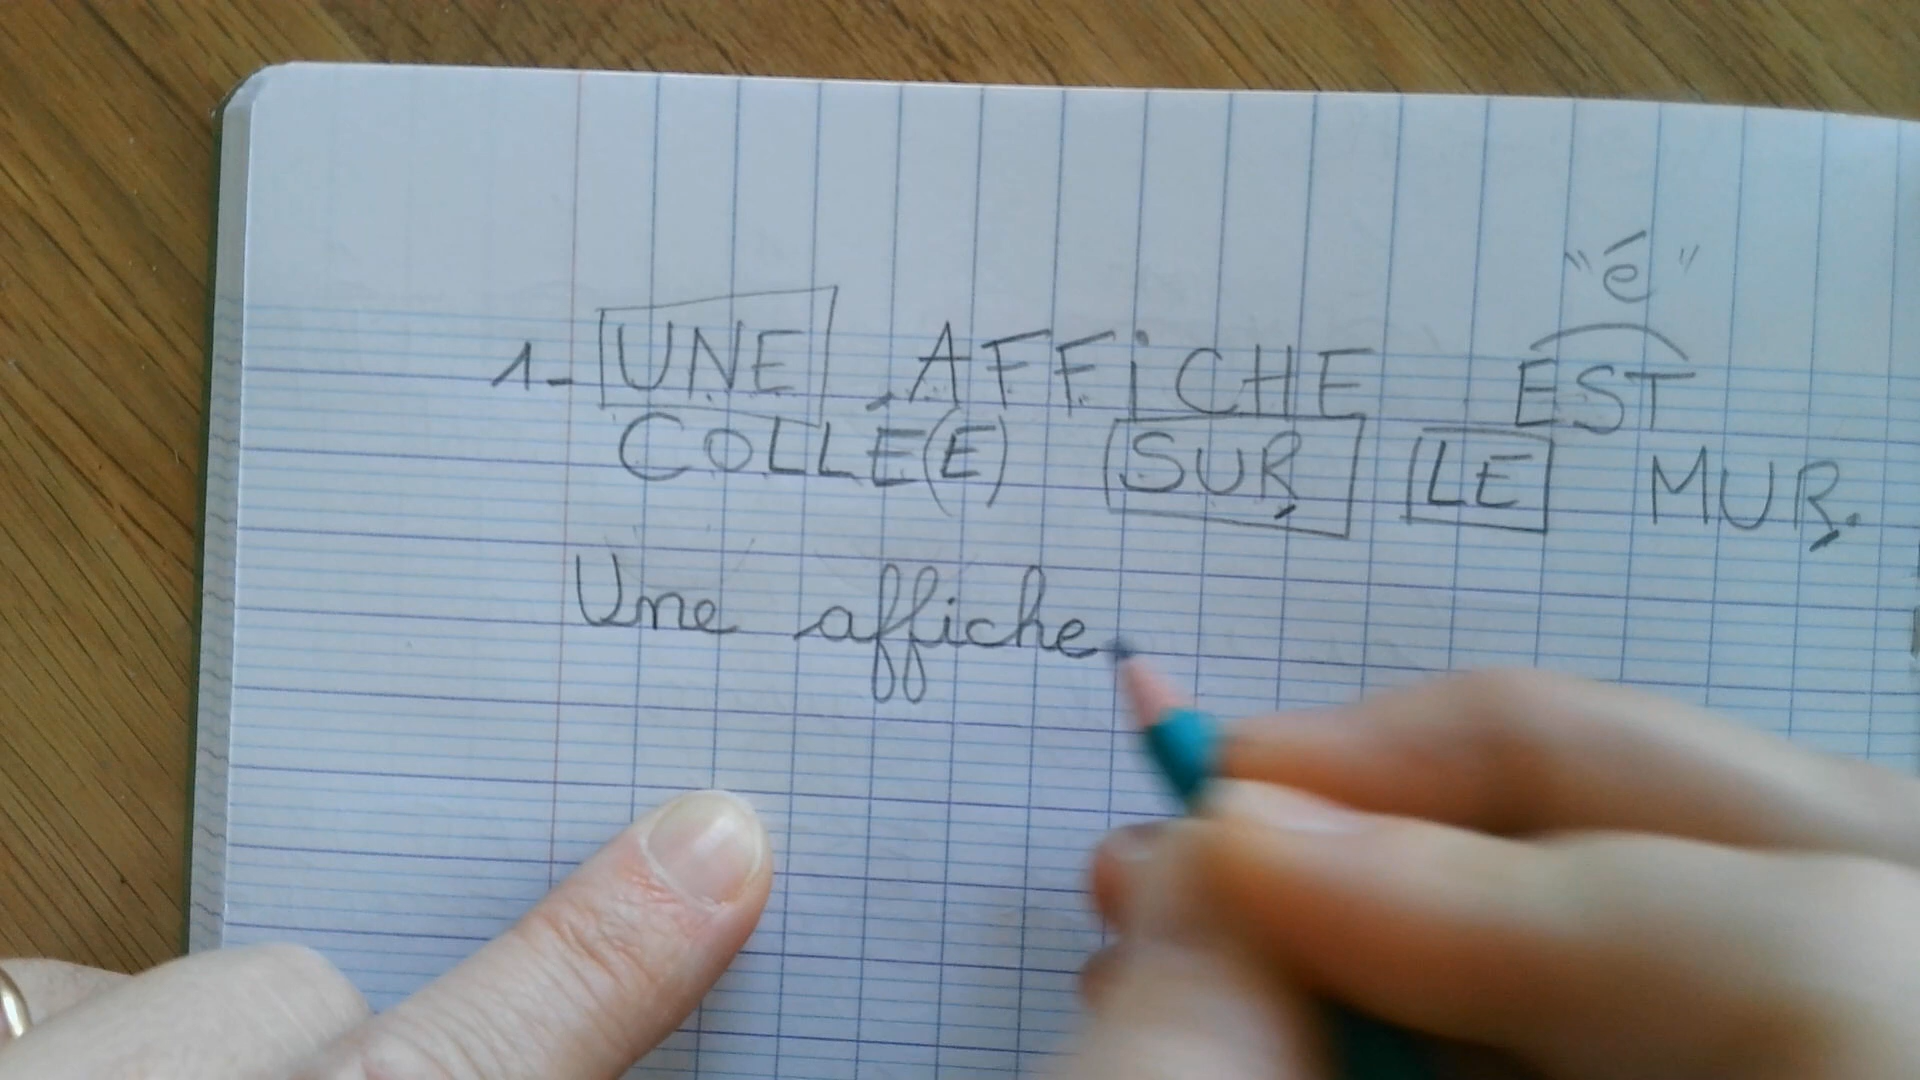 "é"
1- UNE AFFiCHE EST
COLLÉ(E) SUR LE MUR.
Une affiche